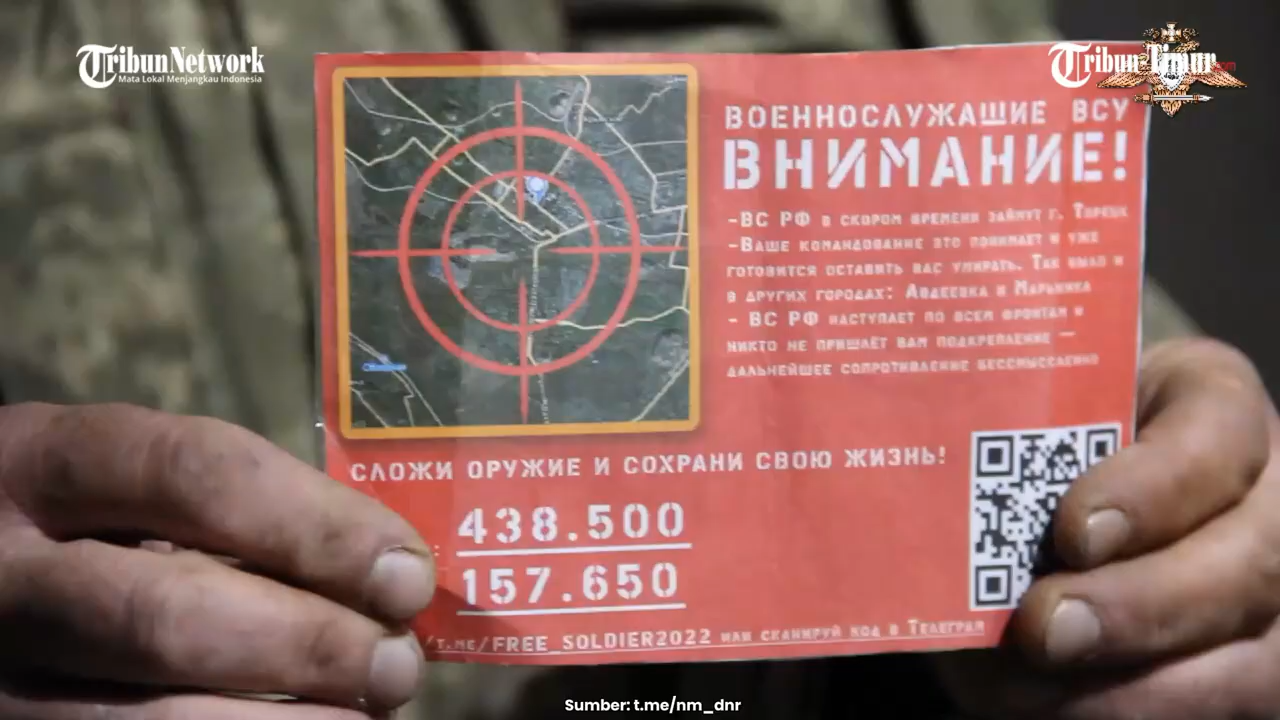 TribunNetwork
Mata Lokal Menjangkau Indonesia
Tribun-Timur.com
ВОЕННОСЛУЖАЩИЕ ВСУ
ВНИМАНИЕ!
-ВС РФ в скором времени займут г. Торецк
-Ваше командование это понимает и уже
готовится оставить вас умирать. Так было и
в других городах: Авдеевка и Марьинка
- ВС РФ наступает по всем фронтам и
никто не пришлёт вам подкрепление —
дальнейшее сопротивление бессмысленно
СЛОЖИ ОРУЖИЕ И СОХРАНИ СВОЮ ЖИЗНЬ!
438.500
157.650
/t.me/FREE_SOLDIER2022 или сканируй код в Телеграм
Sumber: t.me/nm_dnr